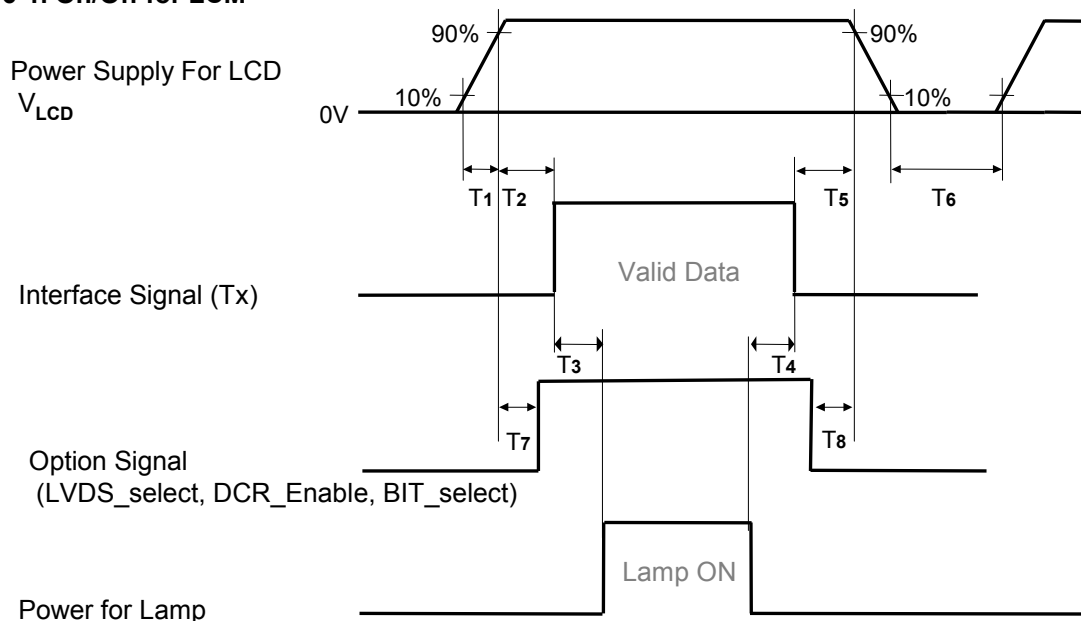 90%
90%
Power Supply For LCD
10%
10%
VLCD
0V
T1 T2
T5
T6
Valid Data
Interface Signal (Tx)
T3
T4
T7
T8
Option Signal
(LVDS_select, DCR_Enable, BIT_select)
Lamp ON
Power for Lamp